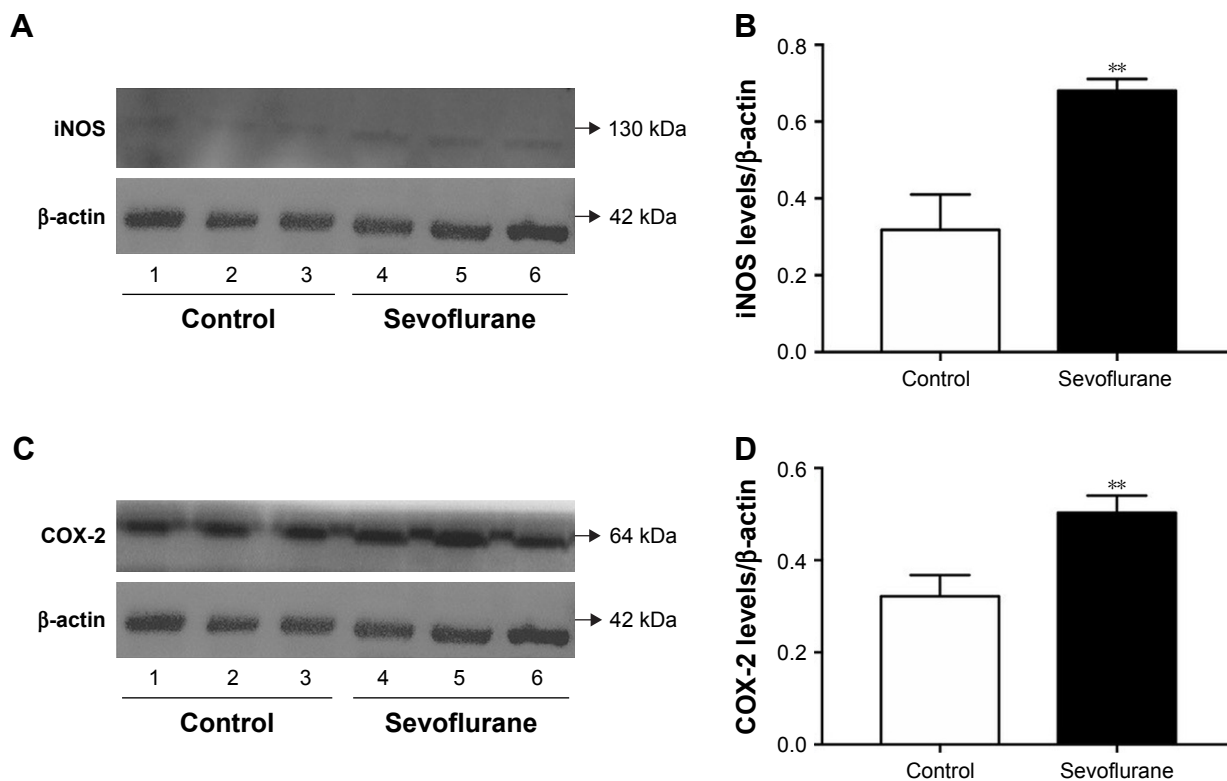 A
iNOS
130 kDa
β-actin
42 kDa
1 2 3 4 5 6
Control Sevoflurane
B
iNOS levels/β-actin
0.8
0.6
0.4
0.2
0.0
**
Control Sevoflurane
C
COX-2
64 kDa
β-actin
42 kDa
1 2 3 4 5 6
Control Sevoflurane
D
COX-2 levels/β-actin
0.6
0.4
0.2
0.0
**
Control Sevoflurane